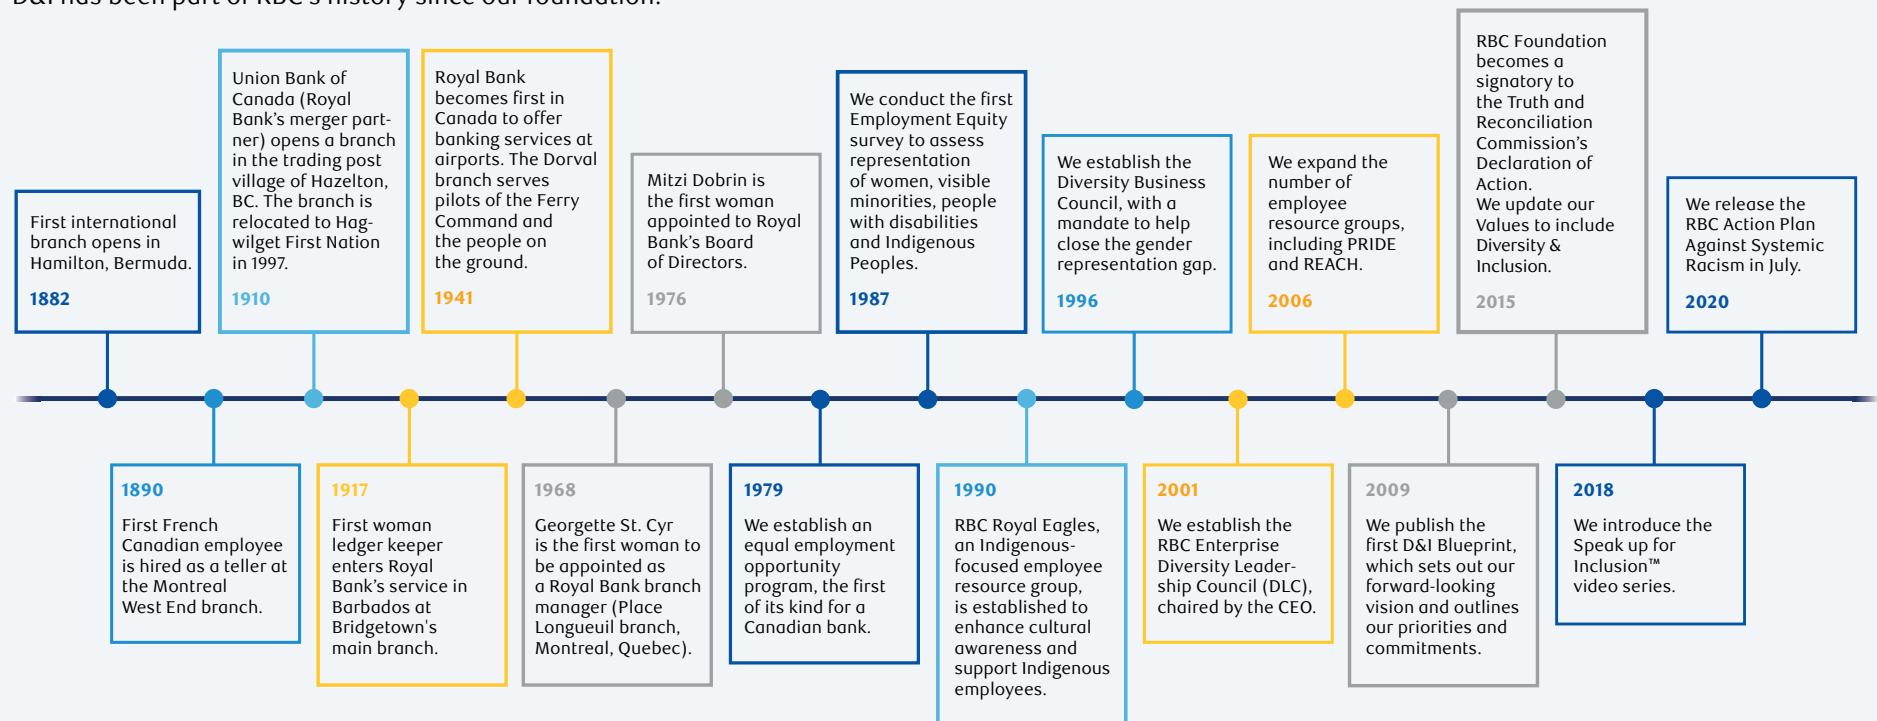 D&I has been part of RBC's history since our foundation.
First international
branch opens in
Hamilton, Bermuda.
1882
1890
First French
Canadian employee
is hired as a teller at
the Montreal
West End branch.
Union Bank of
Canada (Royal
Bank's merger part-
ner) opens a branch
in the trading post
village of Hazelton,
BC. The branch is
relocated to Hag-
wilget First Nation
in 1997.
1910
1917
First woman
ledger keeper
enters Royal
Bank's service in
Barbados at
Bridgetown's
main branch.
Royal Bank
becomes first in
Canada to offer
banking services at
airports. The Dorval
branch serves
pilots of the Ferry
Command and
the people on
the ground.
1941
1968
Georgette St. Cyr
is the first woman to
be appointed as
a Royal Bank branch
manager (Place
Longueuil branch,
Montreal, Quebec).
Mitzi Dobrin is
the first woman
appointed to Royal
Bank's Board
of Directors.
1976
1979
We establish an
equal employment
opportunity
program, the first
of its kind for a
Canadian bank.
We conduct the first
Employment Equity
survey to assess
representation
of women, visible
minorities, people
with disabilities
and Indigenous
Peoples.
1987
1990
RBC Royal Eagles,
an Indigenous-
focused employee
resource group,
is established to
enhance cultural
awareness and
support Indigenous
employees.
We establish the
Diversity Business
Council, with a
mandate to help
close the gender
representation gap.
1996
2001
We establish the
RBC Enterprise
Diversity Leader-
ship Council (DLC),
chaired by the CEO.
We expand the
number of
employee
resource groups,
including PRIDE
and REACH.
2006
2009
We publish the
first D&I Blueprint,
which sets out our
forward-looking
vision and outlines
our priorities and
commitments.
RBC Foundation
becomes a
signatory to
the Truth and
Reconciliation
Commission's
Declaration of
Action.
We update our
Values to include
Diversity &
Inclusion.
2015
2018
We introduce the
Speak up for
Inclusion™
video series.
We release the
RBC Action Plan
Against Systemic
Racism in July.
2020